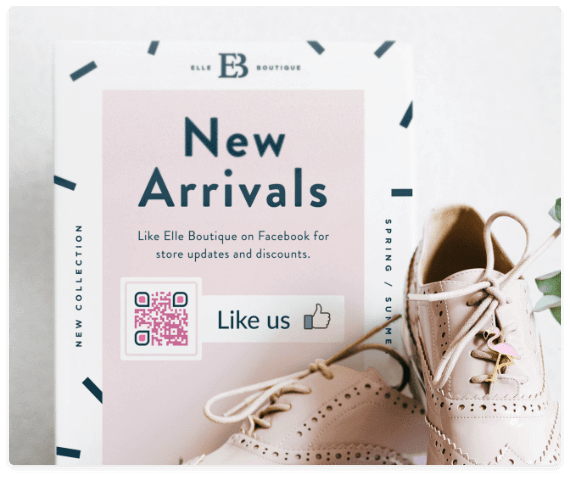 ELLE EB BOUTIQUE
New
Arrivals
Like Elle Boutique on Facebook for
store updates and discounts.
Like us
NEW COLLECTION
SPRING / SUMME